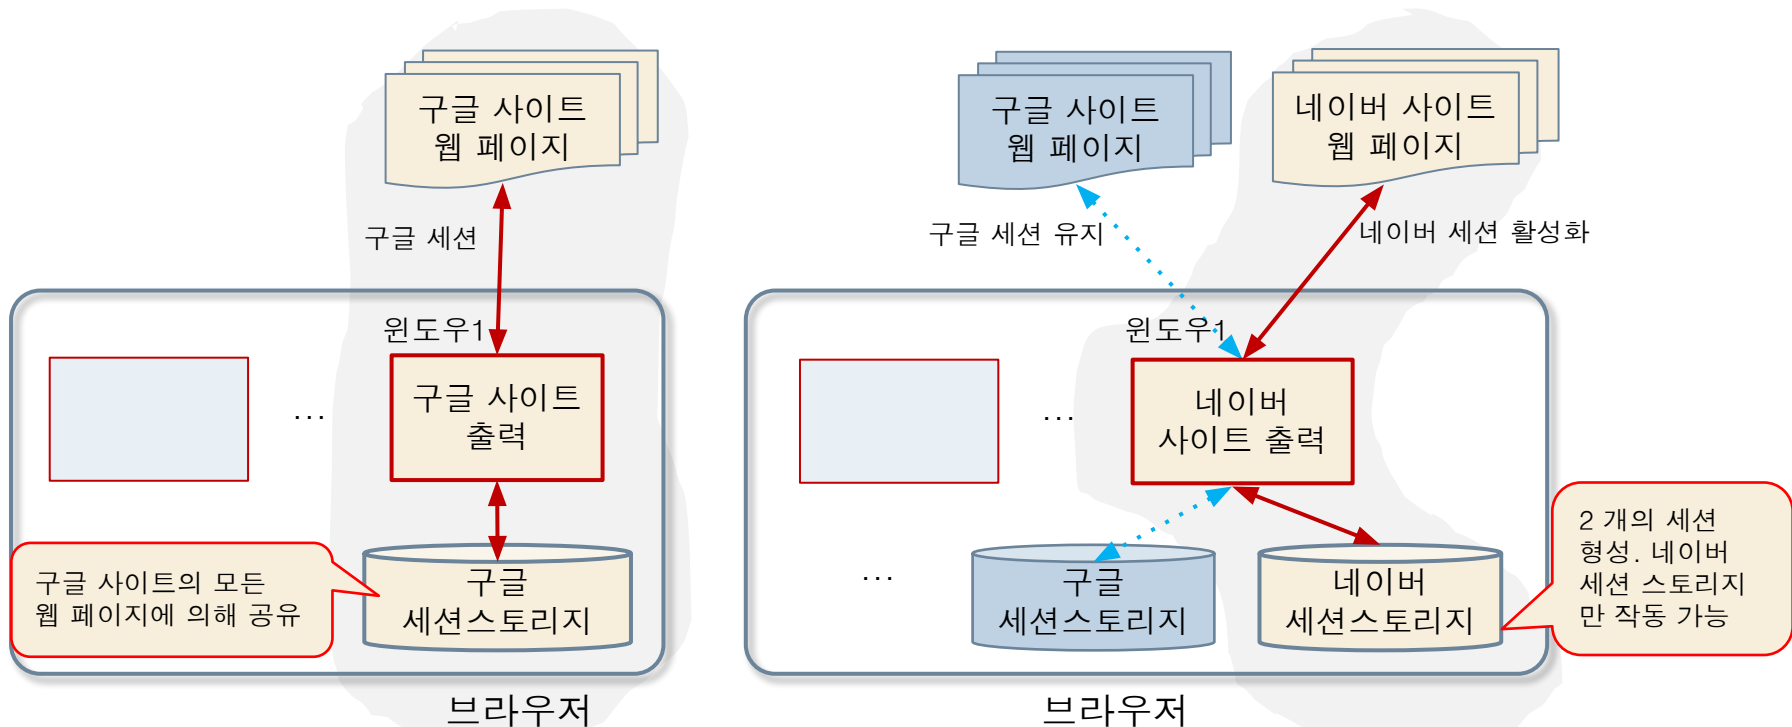 구글 사이트
웹 페이지
구글 세션
윈도우1
구글 사이트
출력
...
구글 사이트의 모든
웹 페이지에 의해 공유
구글
세션스토리지
브라우저
구글 사이트
웹 페이지
네이버 사이트
웹 페이지
구글 세션 유지
네이버 세션 활성화
윈도우1
네이버
사이트 출력
...
...
구글
세션스토리지
네이버
세션스토리지
2 개의 세션
형성. 네이버
세션 스토리지
만 작동 가능
브라우저